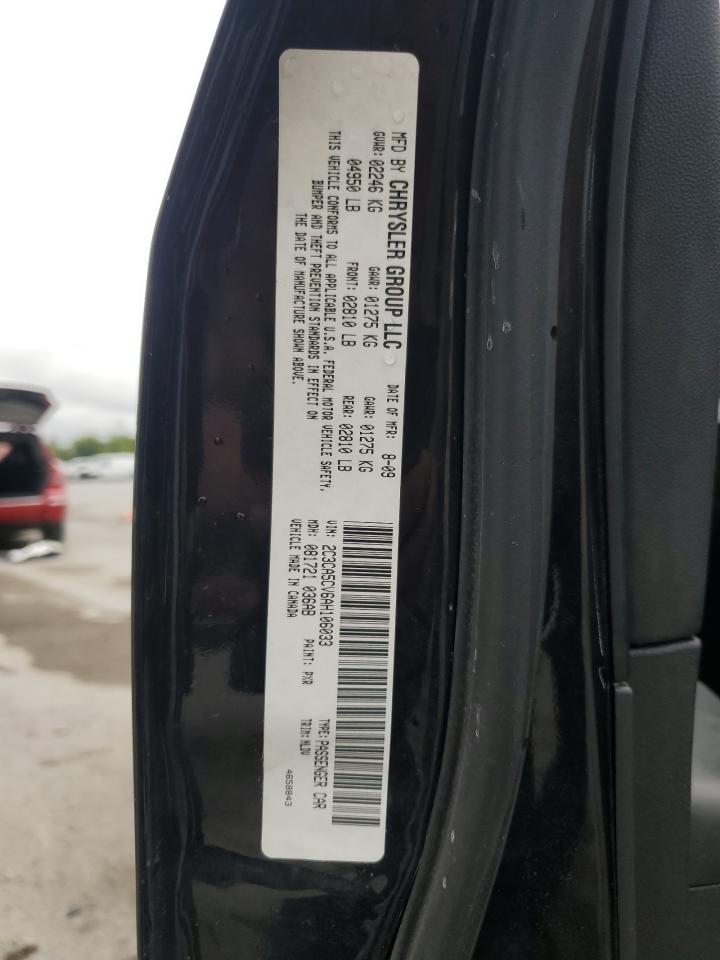 MFD BY CHRYSLER GROUP LLC DATE OF MFR: 8-09
GVWR: 02246 KG GAWR: 01275 KG GAWR: 01275 KG
04950 LB FRONT: 02810 LB REAR: 02810 LB
THIS VEHICLE CONFORMS TO ALL APPLICABLE U.S.A. FEDERAL MOTOR VEHICLE SAFETY,
BUMPER AND THEFT PREVENTION STANDARDS IN EFFECT ON
THE DATE OF MANUFACTURE SHOWN ABOVE.
VIN: 2C3CA5CV6AH106033 TYPE: PASSENGER CAR
MDH: 081721 036AB PAINT: PXR TRIM: MLDV
VEHICLE MADE IN CANADA
4658843